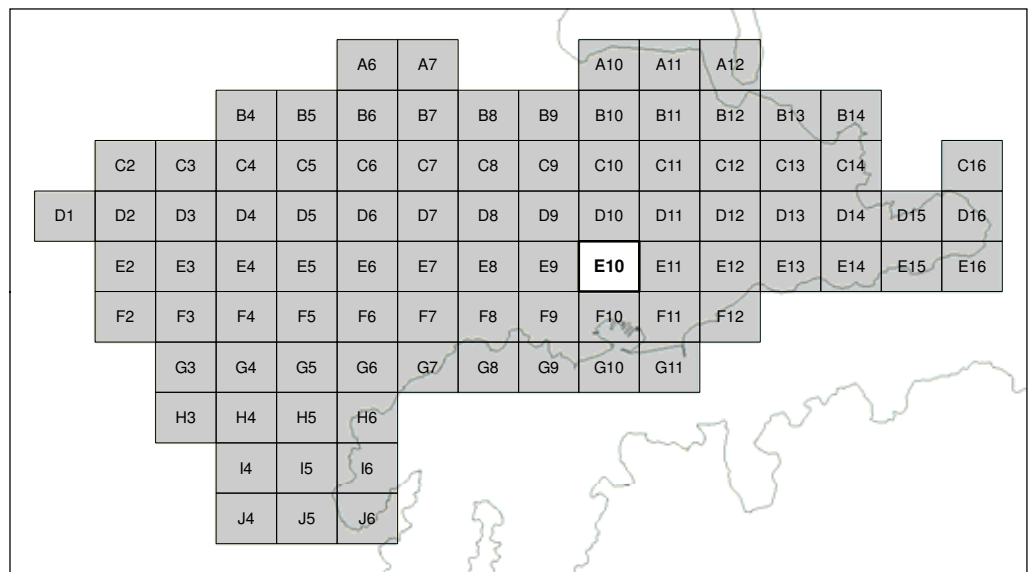 A6 A7 A10 A11 A12
B4 B5 B6 B7 B8 B9 B10 B11 B12 B13 B14
C2 C3 C4 C5 C6 C7 C8 C9 C10 C11 C12 C13 C14 C16
D1 D2 D3 D4 D5 D6 D7 D8 D9 D10 D11 D12 D13 D14 D15 D16
E2 E3 E4 E5 E6 E7 E8 E9 E10 E11 E12 E13 E14 E15 E16
F2 F3 F4 F5 F6 F7 F8 F9 F10 F11 F12
G3 G4 G5 G6 G7 G8 G9 G10 G11
H3 H4 H5 H6
I4 I5 I6
J4 J5 J6